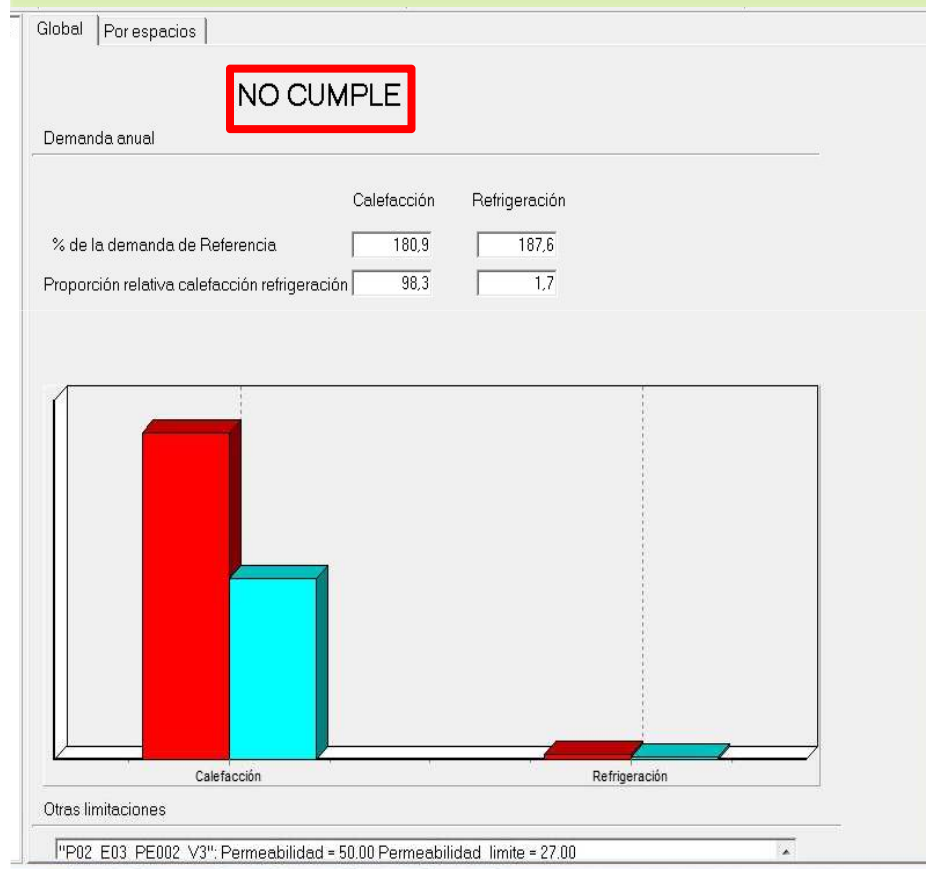 Global Por espacios
NO CUMPLE
Demanda anual
Calefacción Refrigeración
% de la demanda de Referencia 180,9 187,6
Proporción relativa calefacción refrigeración 98,3 1,7
Calefacción Refrigeración
Otras limitaciones
"P02_E03_PE002_V3": Permeabilidad = 50.00 Permeabilidad_limite = 27.00